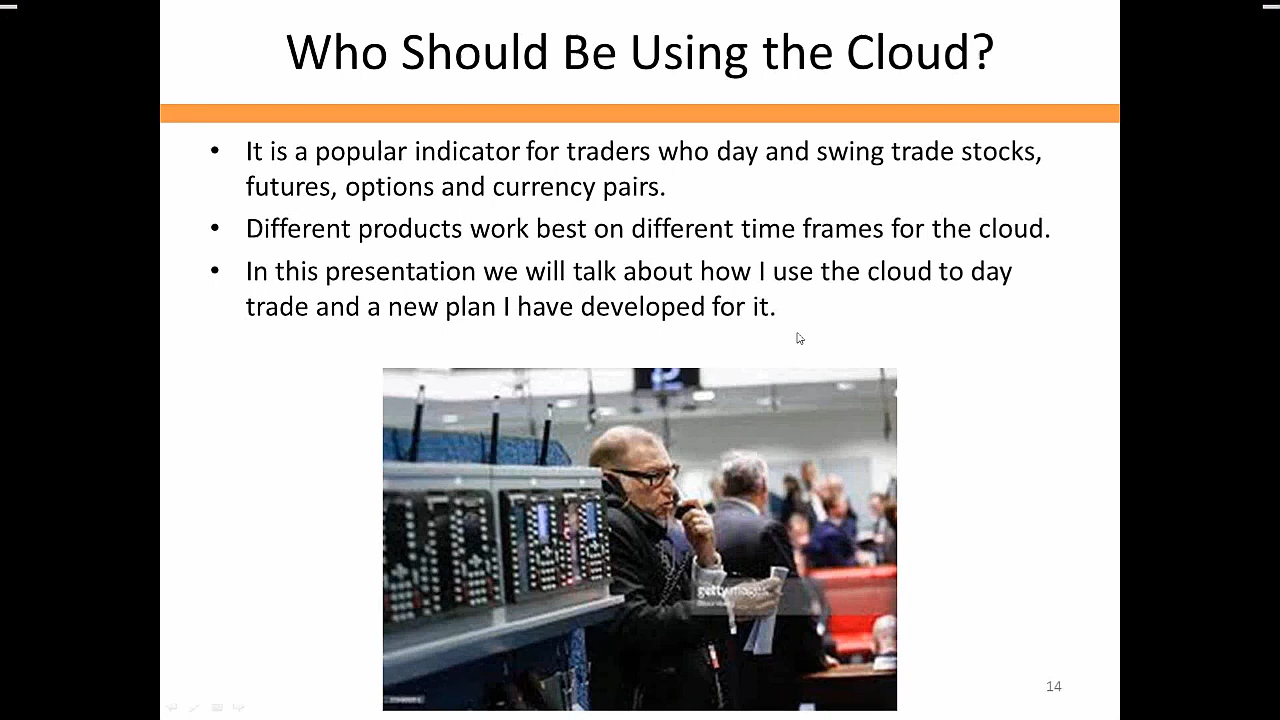 Who Should Be Using the Cloud?
• It is a popular indicator for traders who day and swing trade stocks,
futures, options and currency pairs.
• Different products work best on different time frames for the cloud.
• In this presentation we will talk about how I use the cloud to day
trade and a new plan I have developed for it.
gettyimages
Bloomberg
14